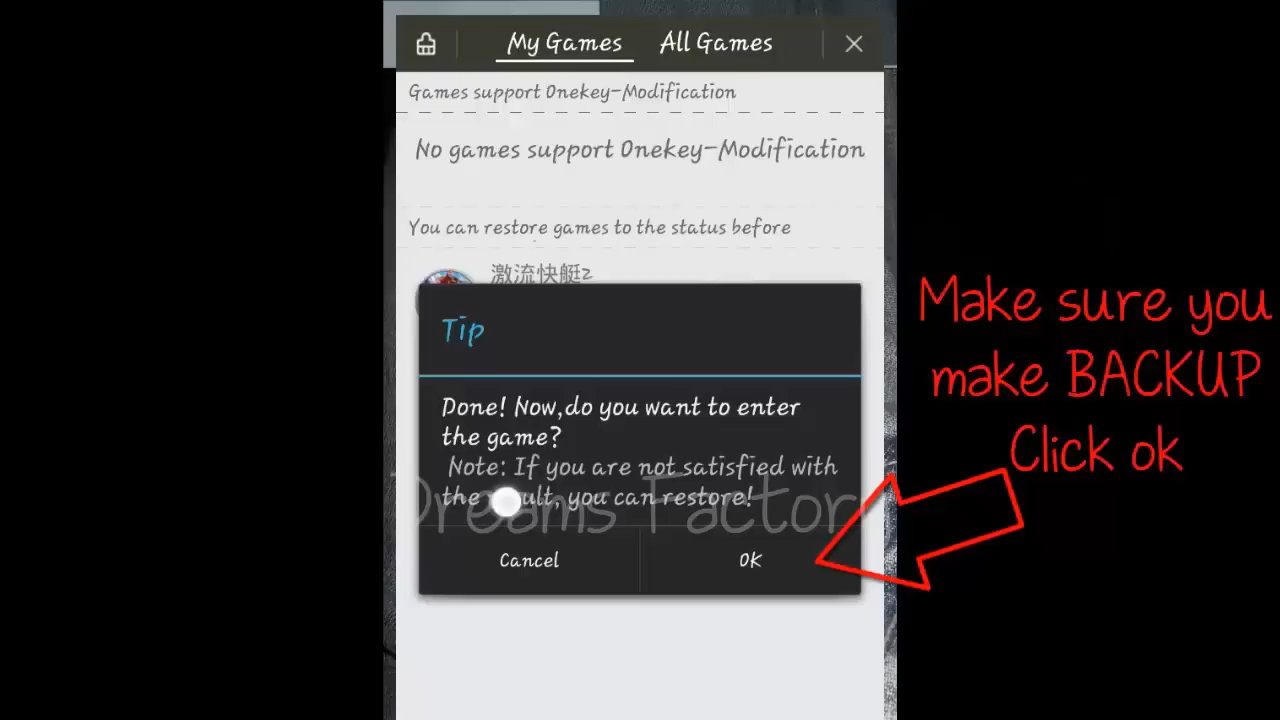 My Games All Games
Games support Onekey-Modification
No games support Onekey-Modification
You can restore games to the status before
激流快艇2
Tip
Done! Now,do you want to enter
the game?
Note: If you are not satisfied with
the you can restore!
Dreams Factory
Cancel OK
Make sure you
make BACKUP
Click ok